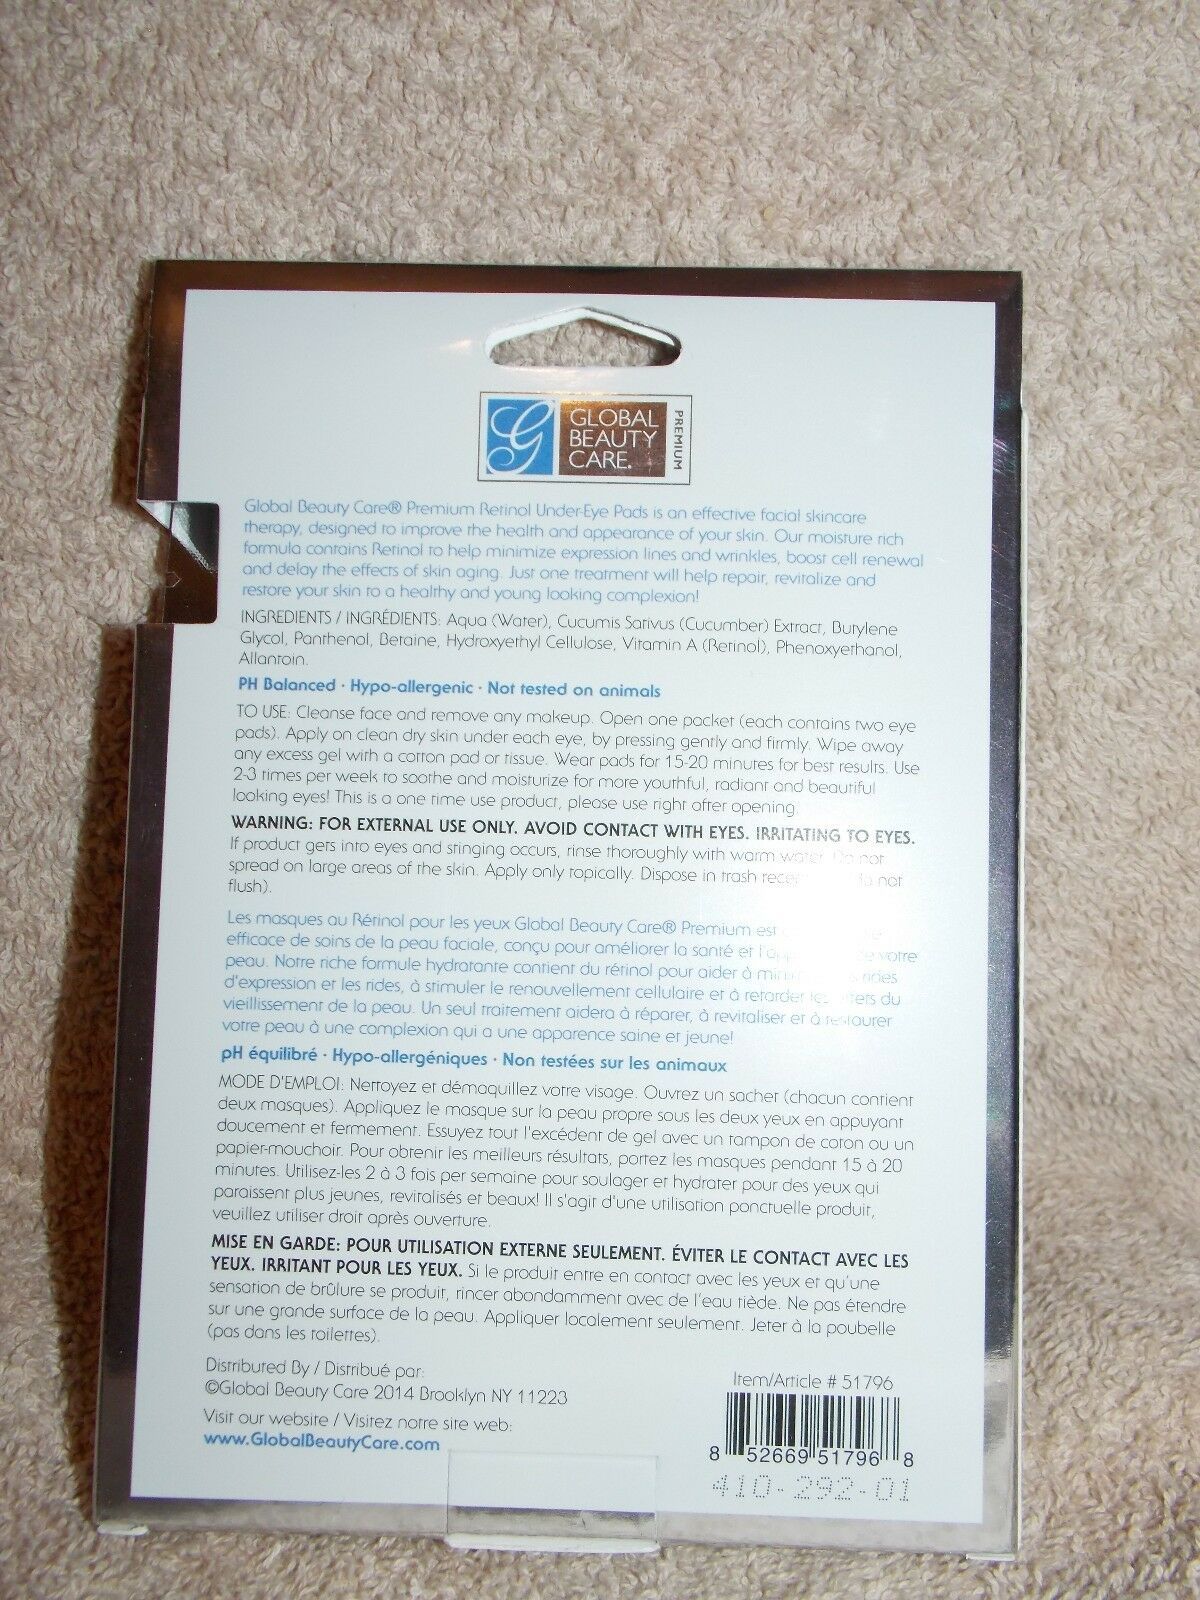 G
GLOBAL
BEAUTY
CARE®
PREMIUM
Global Beauty Care® Premium Retinol Under-Eye Pads is an effective facial skincare
therapy, designed to improve the health and appearance of your skin. Our moisture rich
formula contains Retinol to help minimize expression lines and wrinkles, boost cell renewal
and delay the effects of skin aging. Just one treatment will help repair, revitalize and
restore your skin to a healthy and young looking complexion!
INGREDIENTS / INGRÉDIENTS: Aqua (Water), Cucumis Sativus (Cucumber) Extract, Butylene
Glycol, Panthenol, Betaine, Hydroxyethyl Cellulose, Vitamin A (Retinol), Phenoxyethanol,
Allantoin.
PH Balanced · Hypo-allergenic · Not tested on animals
TO USE: Cleanse face and remove any makeup. Open one packet (each contains two eye
pads). Apply on clean dry skin under each eye, by pressing gently and firmly. Wipe away
any excess gel with a cotton pad or tissue. Wear pads for 15-20 minutes for best results. Use
2-3 times per week to soothe and moisturize for more youthful, radiant and beautiful
looking eyes! This is a one time use product, please use right after opening.
WARNING: FOR EXTERNAL USE ONLY. AVOID CONTACT WITH EYES. IRRITATING TO EYES.
If product gets into eyes and stinging occurs, rinse thoroughly with warm water. Do not
spread on large areas of the skin. Apply only topically. Dispose in trash not
flush).
Les masques au Rétinol pour les yeux Global Beauty Care® Premium est
efficace de soins de la peau faciale, conçu pour améliorer la santé et de votre
peau. Notre riche formule hydratante contient du rétinol pour aider à rides
d'expression et les rides, à stimuler le renouvellement cellulaire et à retarder du
vieillissement de la peau. Un seul traitement aidera à réparer, à revitaliser et à restaurer
votre peau à une complexion qui a une apparence saine et jeune!
pH équilibré · Hypo-allergéniques · Non testées sur les animaux
MODE D'EMPLOI: Nettoyez et démaquillez votre visage. Ouvrez un sachet (chacun contient
deux masques). Appliquez le masque sur la peau propre sous les deux yeux en appuyant
doucement et fermement. Essuyez tout l'excédent de gel avec un tampon de coton ou un
papier-mouchoir. Pour obtenir les meilleurs résultats, portez les masques pendant 15 à 20
minutes. Utilisez-les 2 à 3 fois per semaine pour soulager et hydrater pour des yeux qui
paraissent plus jeunes, revitalisés et beaux! Il s'agit d'une utilisation ponctuelle produit,
veuillez utiliser droit après ouverture.
MISE EN GARDE: POUR UTILISATION EXTERNE SEULEMENT. ÉVITER LE CONTACT AVEC LES
YEUX. IRRITANT POUR LES YEUX. Si le produit entre en contact avec les yeux et qu'une
sensation de brûlure se produit, rincer abondamment avec de l'eau tiède. Ne pas étendre
sur une grande surface de la peau. Appliquer localement seulement. Jeter à la poubelle
(pas dans les toilettes).
Distributed By / Distribué par:
©Global Beauty Care 2014 Brooklyn NY 11223
Visit our website / Visitez notre site web:
www.GlobalBeautyCare.com
Item/Article # 51796
8 52669 51796 8
410-292-01